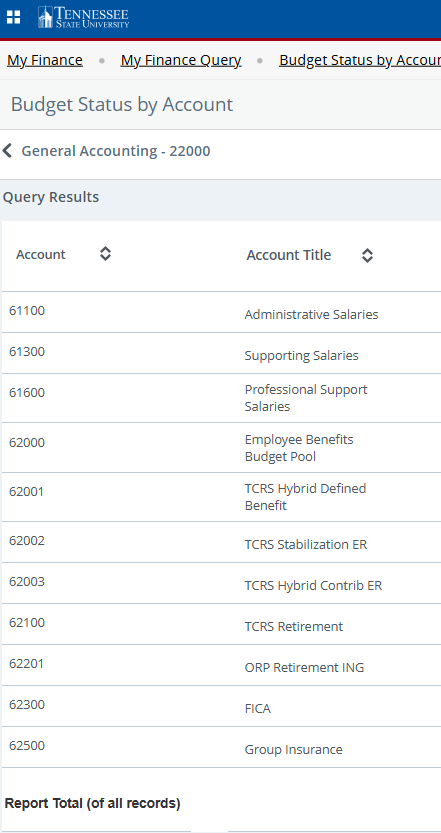 TENNESSEE
STATE UNIVERSITY
My Finance • My Finance Query • Budget Status by Accour
Budget Status by Account
General Accounting - 22000
Query Results
Account Account Title
61100 Administrative Salaries
61300 Supporting Salaries
61600 Professional Support
Salaries
62000 Employee Benefits
Budget Pool
62001 TCRS Hybrid Defined
Benefit
62002 TCRS Stabilization ER
62003 TCRS Hybrid Contrib ER
62100 TCRS Retirement
62201 ORP Retirement ING
62300 FICA
62500 Group Insurance
Report Total (of all records)